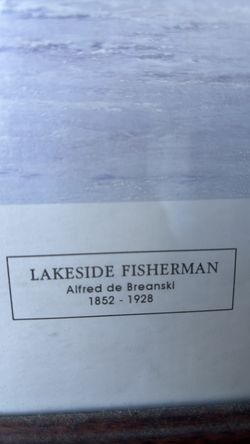 LAKESIDE FISHERMAN
Alfred de Breanski
1852 - 1928